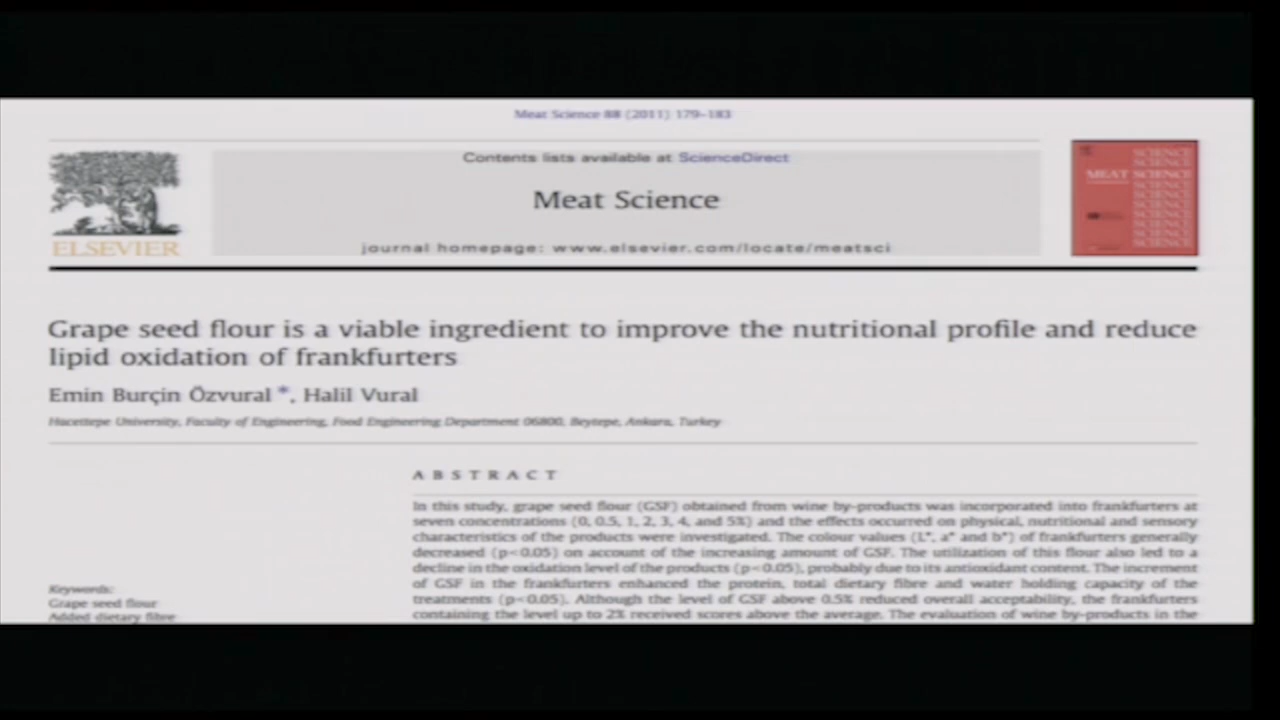 Meat Science 88 (2011) 179–183
Contents lists available at ScienceDirect
Meat Science
journal homepage: www.elsevier.com/locate/meatsci
ELSEVIER
SCIENCE
SCIENCE
MEAT SCIENCE
SCIENCE
SCIENCE
SCIENCE
SCIENCE
SCIENCE
SCIENCE
Grape seed flour is a viable ingredient to improve the nutritional profile and reduce
lipid oxidation of frankfurters
Emin Burçin Özvural *, Halil Vural
Hacettepe University, Faculty of Engineering, Food Engineering Department 06800, Beytepe, Ankara, Turkey
ABSTRACT
In this study, grape seed flour (GSF) obtained from wine by-products was incorporated into frankfurters at
seven concentrations (0, 0.5, 1, 2, 3, 4, and 5%) and the effects occurred on physical, nutritional and sensory
characteristics of the products were investigated. The colour values (L*, a* and b*) of frankfurters generally
decreased (p<0.05) on account of the increasing amount of GSF. The utilization of this flour also led to a
decline in the oxidation level of the products (p<0.05), probably due to its antioxidant content. The increment
of GSF in the frankfurters enhanced the protein, total dietary fibre and water holding capacity of the
treatments (p<0.05). Although the level of GSF above 0.5% reduced overall acceptability, the frankfurters
containing the level up to 2% received scores above the average. The evaluation of wine by-products in the
Keywords:
Grape seed flour
Added dietary fibre